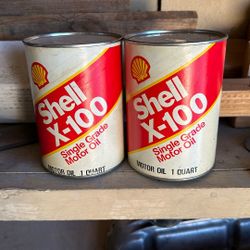 Shell
X-100
Single Grade
Motor Oil
MOTOR OIL 1 QUART
Shell
X-100
Single Grade
Motor Oil
MOTOR OIL 1 QUART